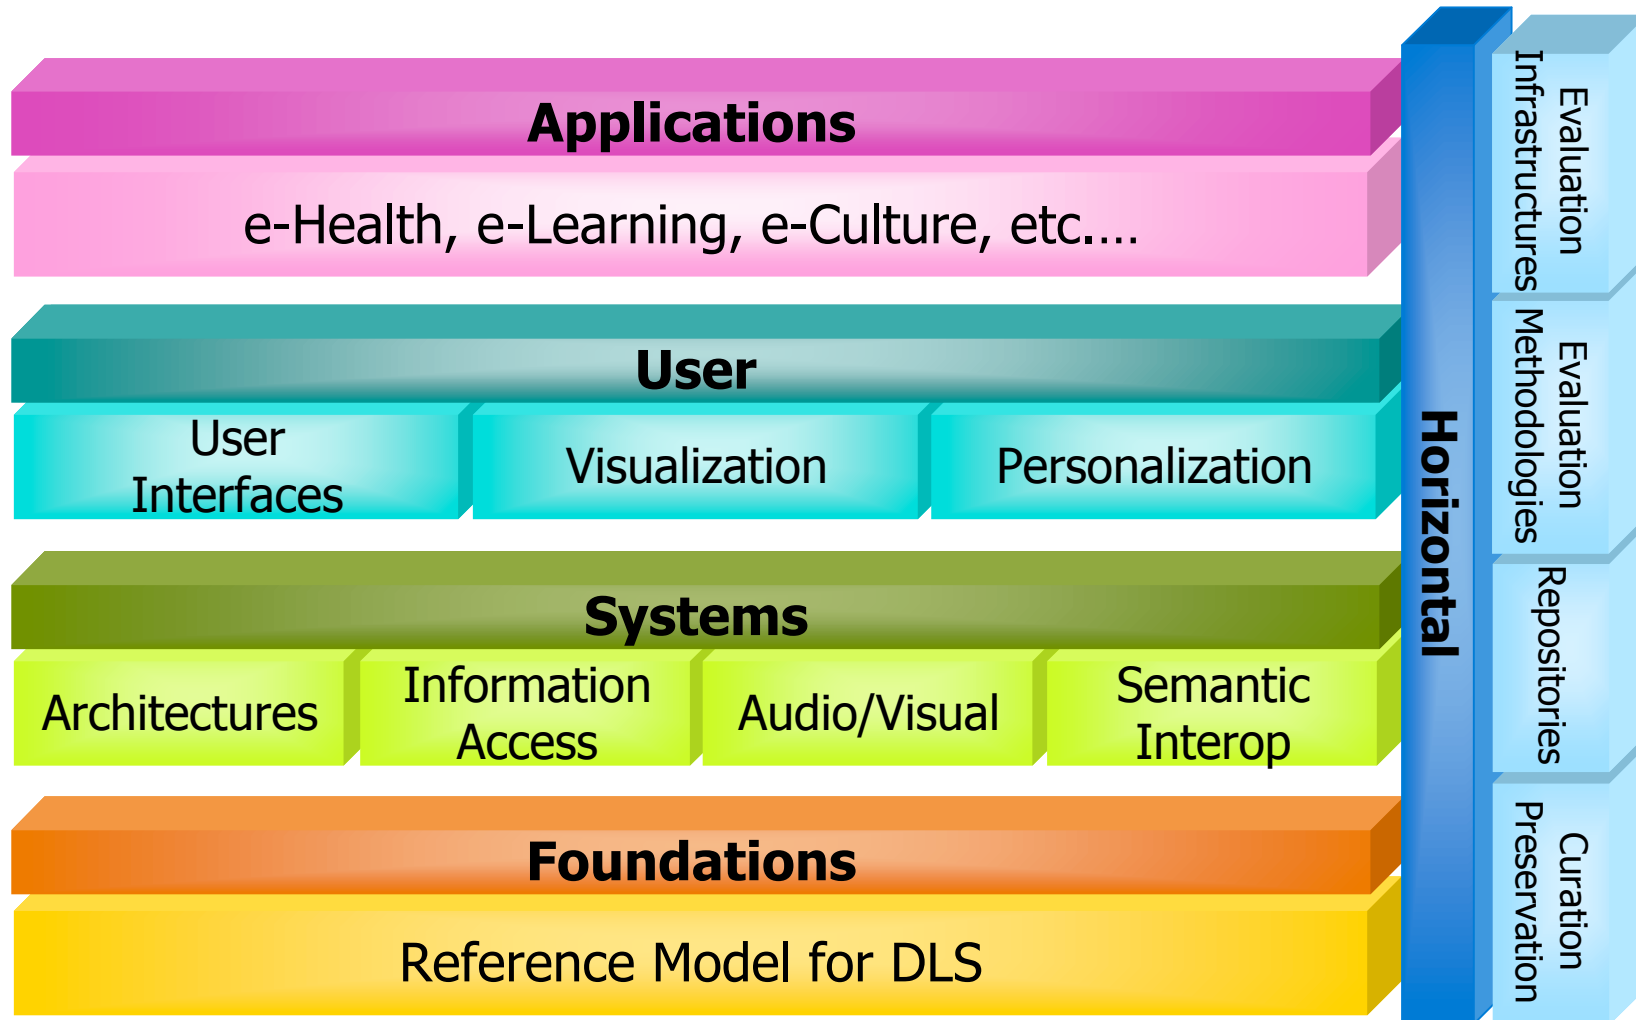 Applications
e-Health, e-Learning, e-Culture, etc....
User
User
Interfaces
Visualization
Personalization
Systems
Architectures
Information
Access
Audio/Visual
Semantic
Interop
Foundations
Reference Model for DLS
Horizontal
Evaluation
Infrastructures
Evaluation
Methodologies
Repositories
Curation
Preservation